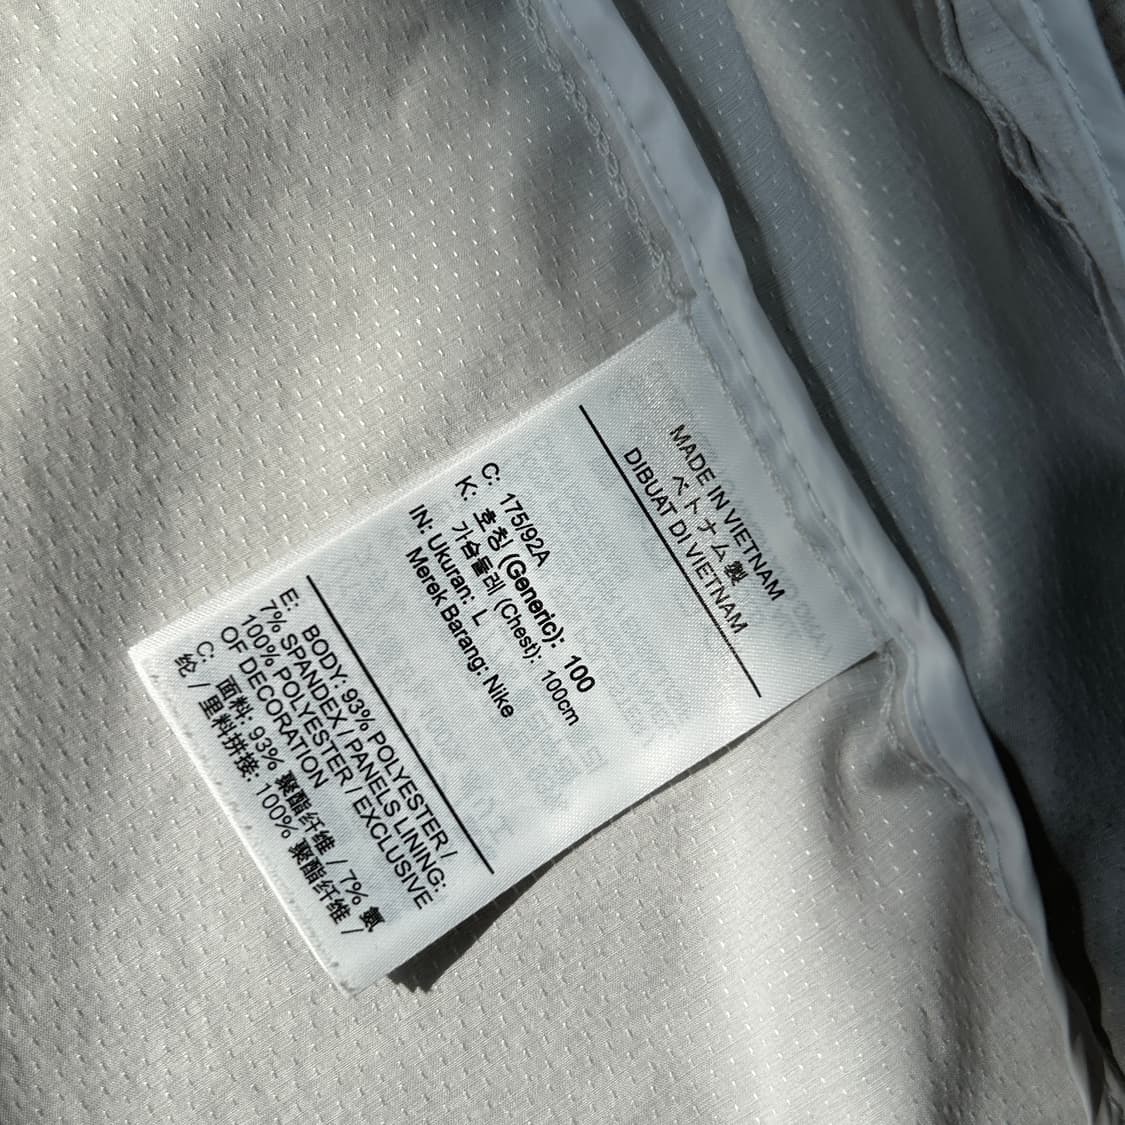 MADE IN VIETNAM
ベトナム製
DIBUAT DI VIETNAM
C: 175/92A
K: 호칭 (Generic): 100
가슴둘레 (Chest): 100cm
IN: Ukuran: L
Merek Barang: Nike
E: BODY: 93% POLYESTER /
7% SPANDEX / PANELS LINING:
100% POLYESTER / EXCLUSIVE
OF DECORATION
C: 面料: 93% 聚酯纤维 / 7% 氨
纶 / 里料拼接: 100% 聚酯纤维 /